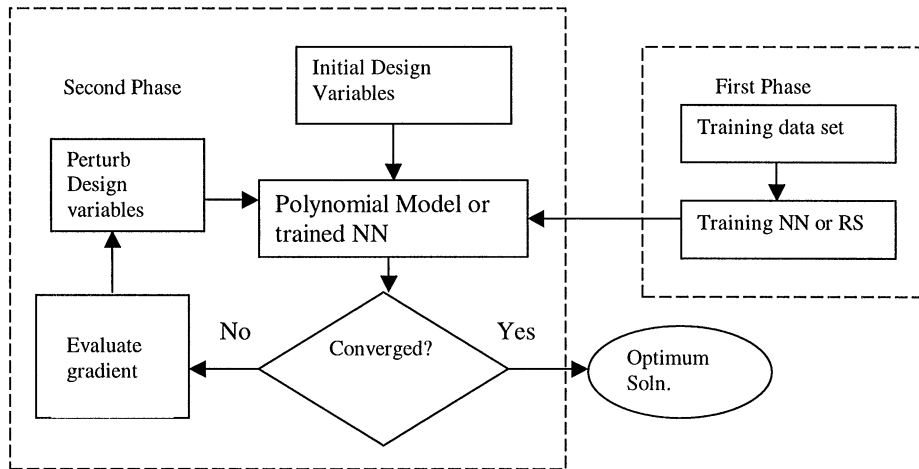 Second Phase
Initial Design
Variables
First Phase
Training data set
Perturb
Design
variables
Polynomial Model or
trained NN
Training NN or RS
No
Yes
Converged?
Evaluate
gradient
Optimum
Soln.